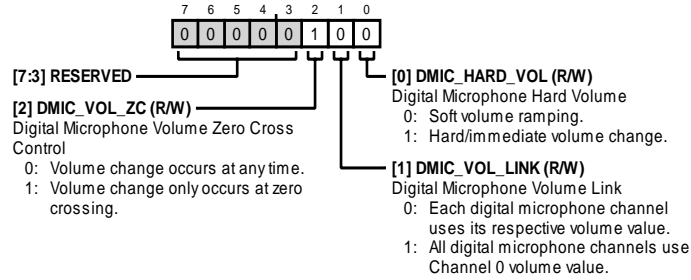 7 6 5 4 3 2 1 0
0 0 0 0 0 1 0 0
[7:3] RESERVED
[2] DMIC_VOL_ZC (R/W)
Digital Microphone Volume Zero Cross
Control
0: Volume change occurs at any time.
1: Volume change only occurs at zero
crossing.
[0] DMIC_HARD_VOL (R/W)
Digital Microphone Hard Volume
0: Soft volume ramping.
1: Hard/immediate volume change.
[1] DMIC_VOL_LINK (R/W)
Digital Microphone Volume Link
0: Each digital microphone channel
uses its respective volume value.
1: All digital microphone channels use
Channel 0 volume value.